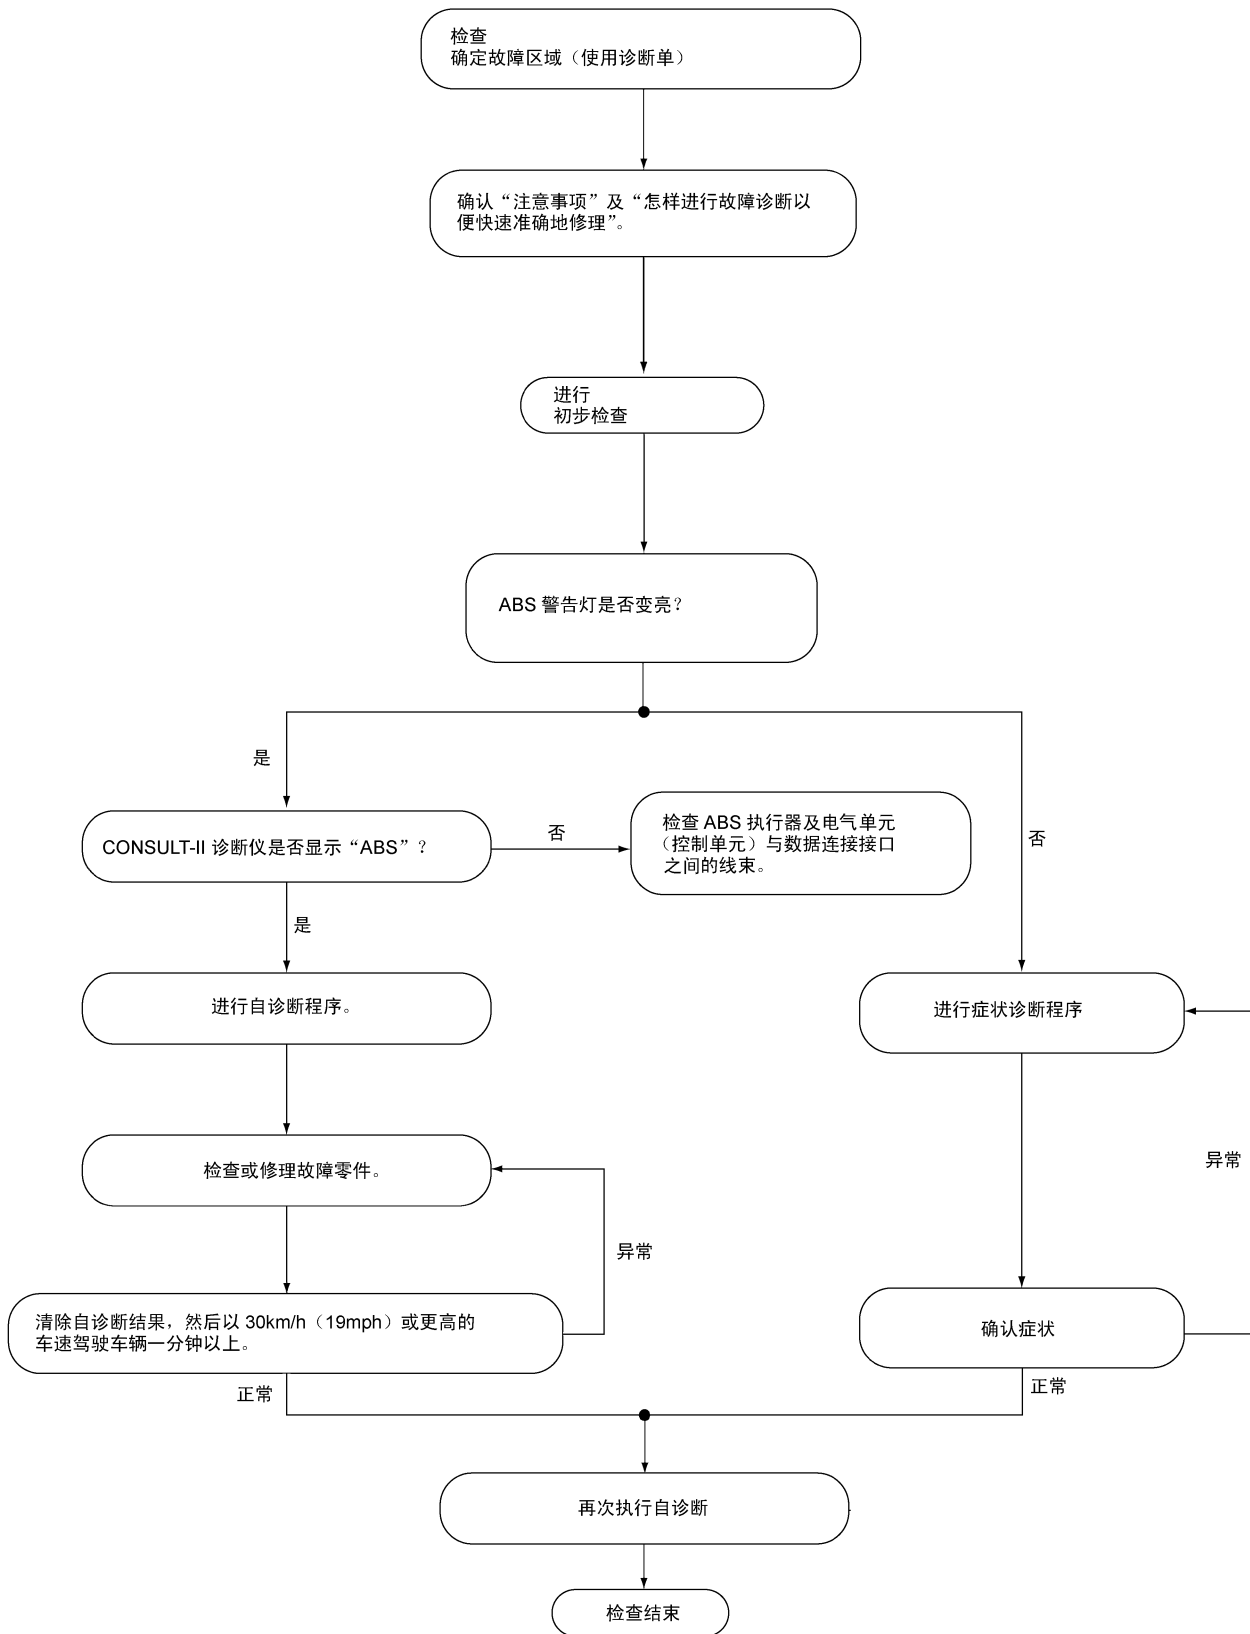 检查
确定故障区域（使用诊断单）
确认“注意事项”及“怎样进行故障诊断以
便快速准确地修理”。
进行
初步检查
ABS 警告灯是否变亮？
是
否
CONSULT-II 诊断仪是否显示“ABS”？
否
检查 ABS 执行器及电气单元
（控制单元）与数据连接接口
之间的线束。
是
进行自诊断程序。
进行症状诊断程序
检查或修理故障零件。
异常
异常
清除自诊断结果，然后以 30km/h（19mph）或更高的
车速驾驶车辆一分钟以上。
确认症状
正常
正常
再次执行自诊断
检查结束